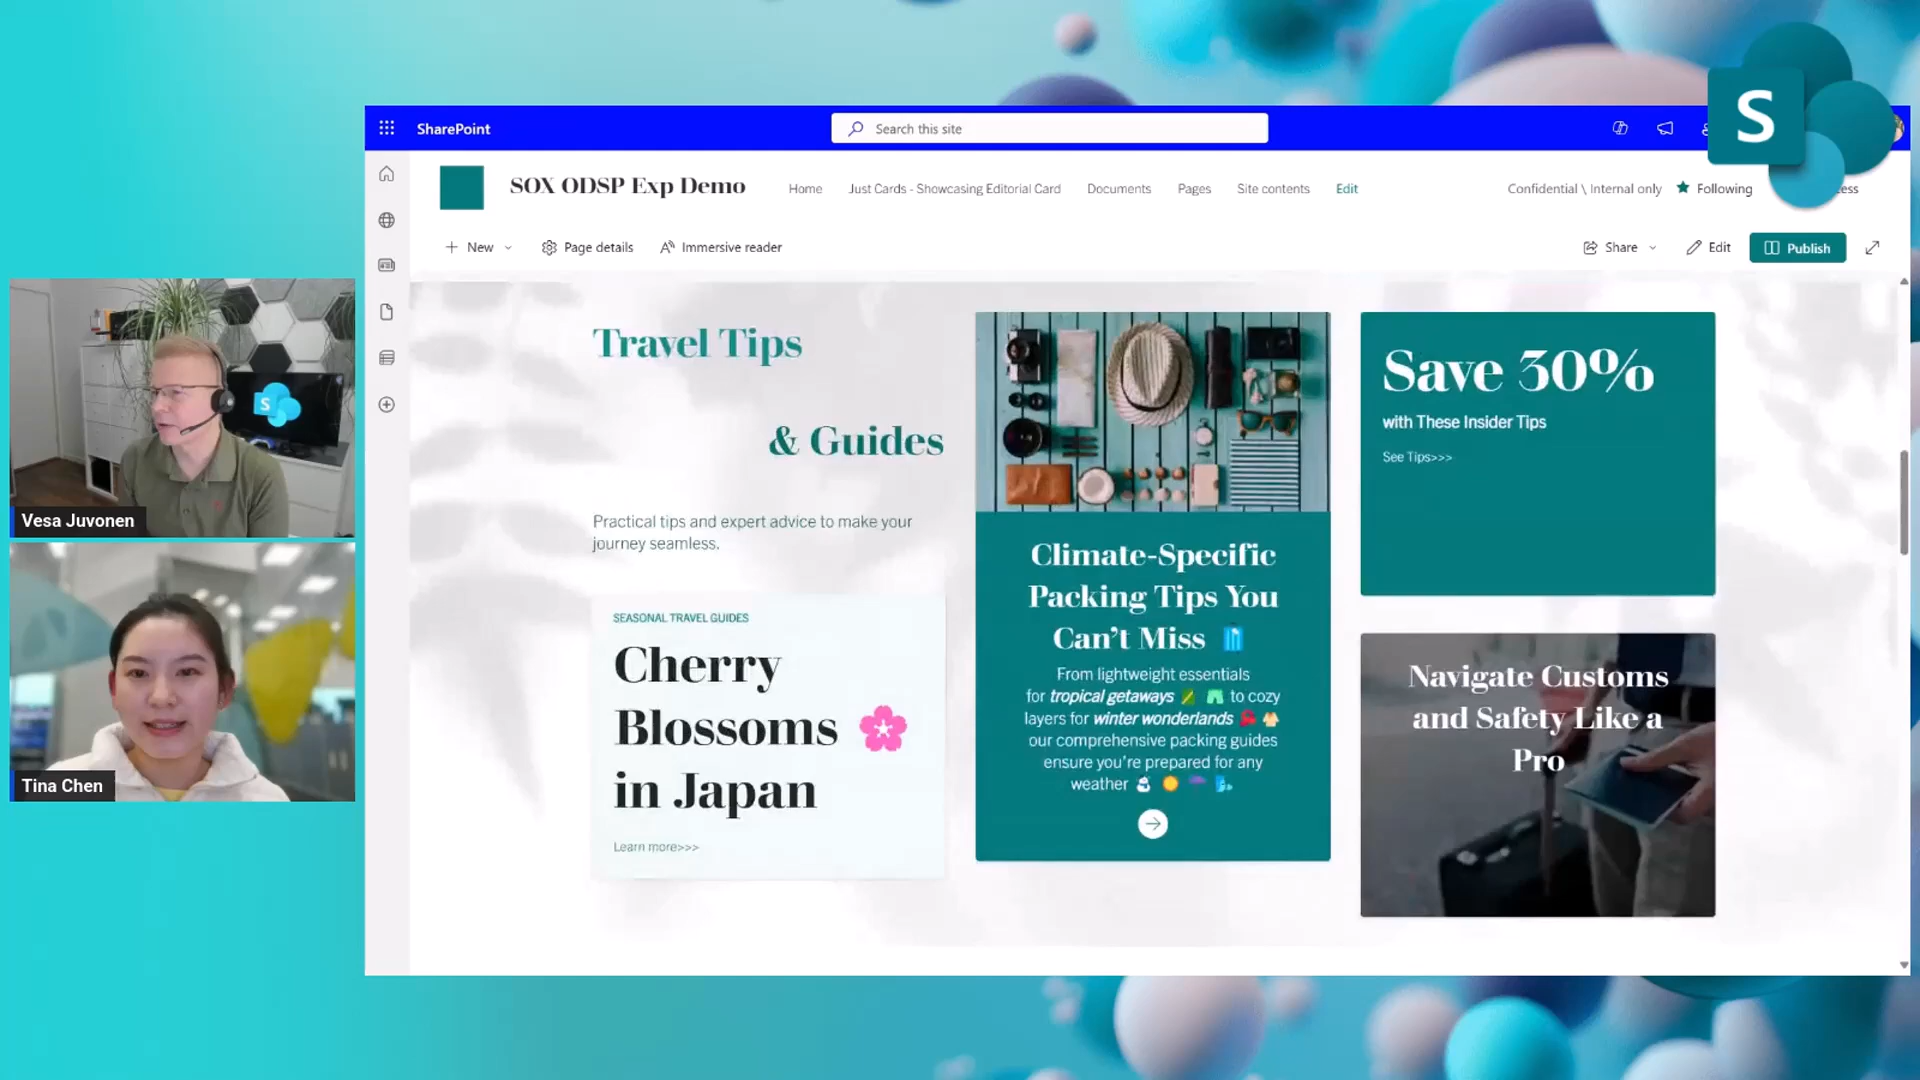 SharePoint
Search this site
S
SOX ODSP Exp Demo
Home
Just Cards - Showcasing Editorial Card
Documents
Pages
Site contents
Edit
Confidential \ Internal only
Following
New
Page details
Immersive reader
Share
Edit
Publish
Travel Tips
& Guides
Practical tips and expert advice to make your
journey seamless.
SEASONAL TRAVEL GUIDES
Cherry
Blossoms 🌸
in Japan
Learn more>>>
Climate-Specific
Packing Tips You
Can’t Miss 🧳
From lightweight essentials
for tropical getaways 🌴 🩳 to cozy
layers for winter wonderlands 🧣 🧥
our comprehensive packing guides
ensure you’re prepared for any
weather ⛄ ☀️ ☂️ 🌬️
Save 30%
with These Insider Tips
See Tips>>>
Navigate Customs
and Safety Like a
Pro
S
Vesa Juvonen
Tina Chen